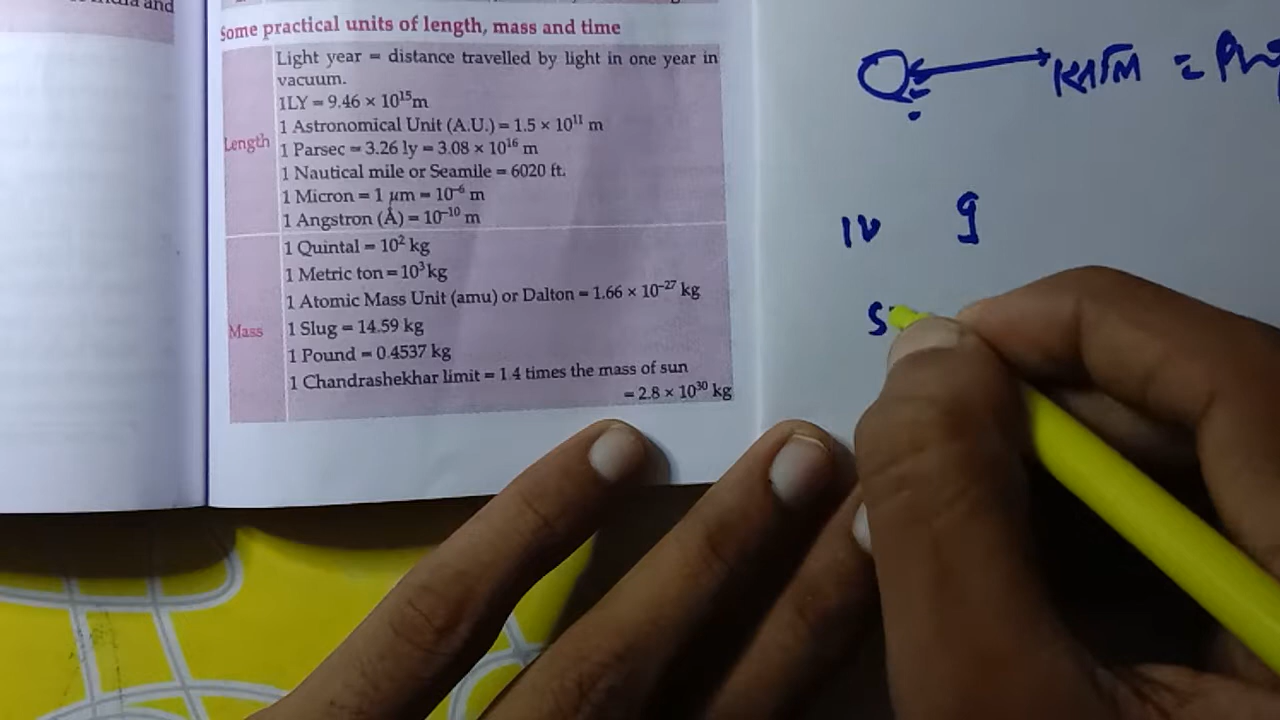 and
Some practical units of length, mass and time
Length
Light year = distance travelled by light in one year in
vacuum.
1LY = 9.46 × 10¹⁵m
1 Astronomical Unit (A.U.) = 1.5 × 10¹¹ m
1 Parsec = 3.26 ly = 3.08 × 10¹⁶ m
1 Nautical mile or Seamile = 6020 ft.
1 Micron = 1 μm = 10⁻⁶ m
1 Angstron (Å) = 10⁻¹⁰ m
Mass
1 Quintal = 10² kg
1 Metric ton = 10³ kg
1 Atomic Mass Unit (amu) or Dalton = 1.66 × 10⁻²⁷ kg
1 Slug = 14.59 kg
1 Pound = 0.4537 kg
1 Chandrashekhar limit = 1.4 times the mass of sun
= 2.8 × 10³⁰ kg
g
S